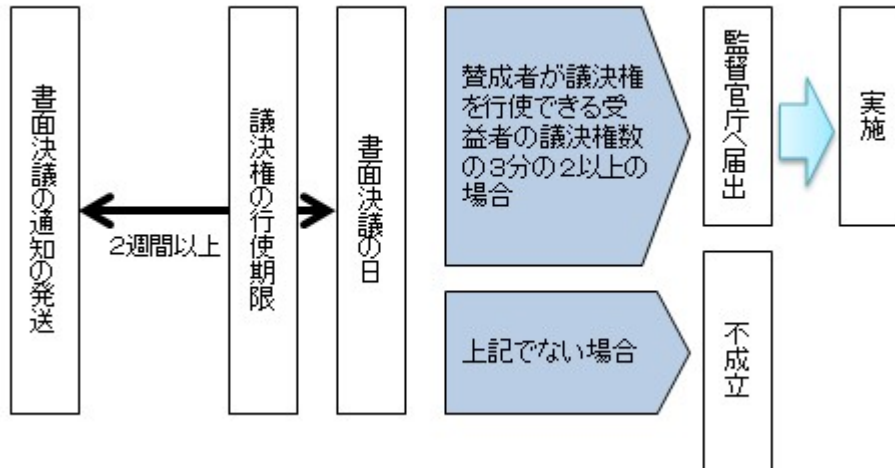 書面決議の通知の発送
2週間以上
議決権の行使期限
書面決議の日
賛成者が議決権
を行使できる受
益者の議決権数
の3分の2以上の
場合
監督官庁へ届出
実施
上記でない場合
不成立